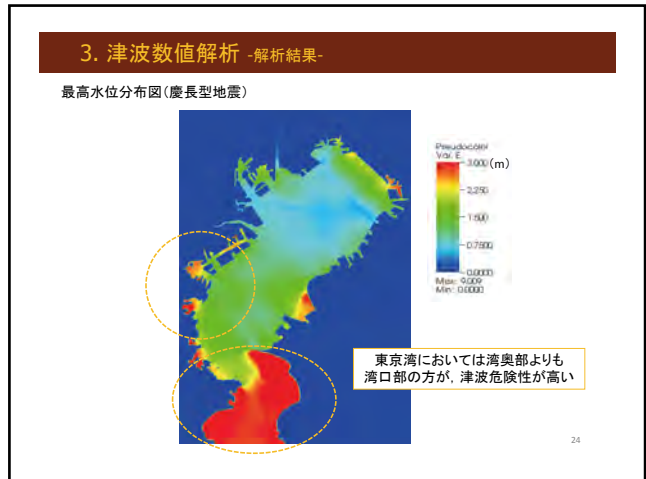 3. 津波数値解析 -解析結果-
最高水位分布図(慶長型地震)
Pseudocolor
Var: E
3.000(m)
2.250
1.500
0.7500
0.0000
Max: 9.009
Min: 0.0000
東京湾においては湾奥部よりも
湾口部の方が，津波危険性が高い
24